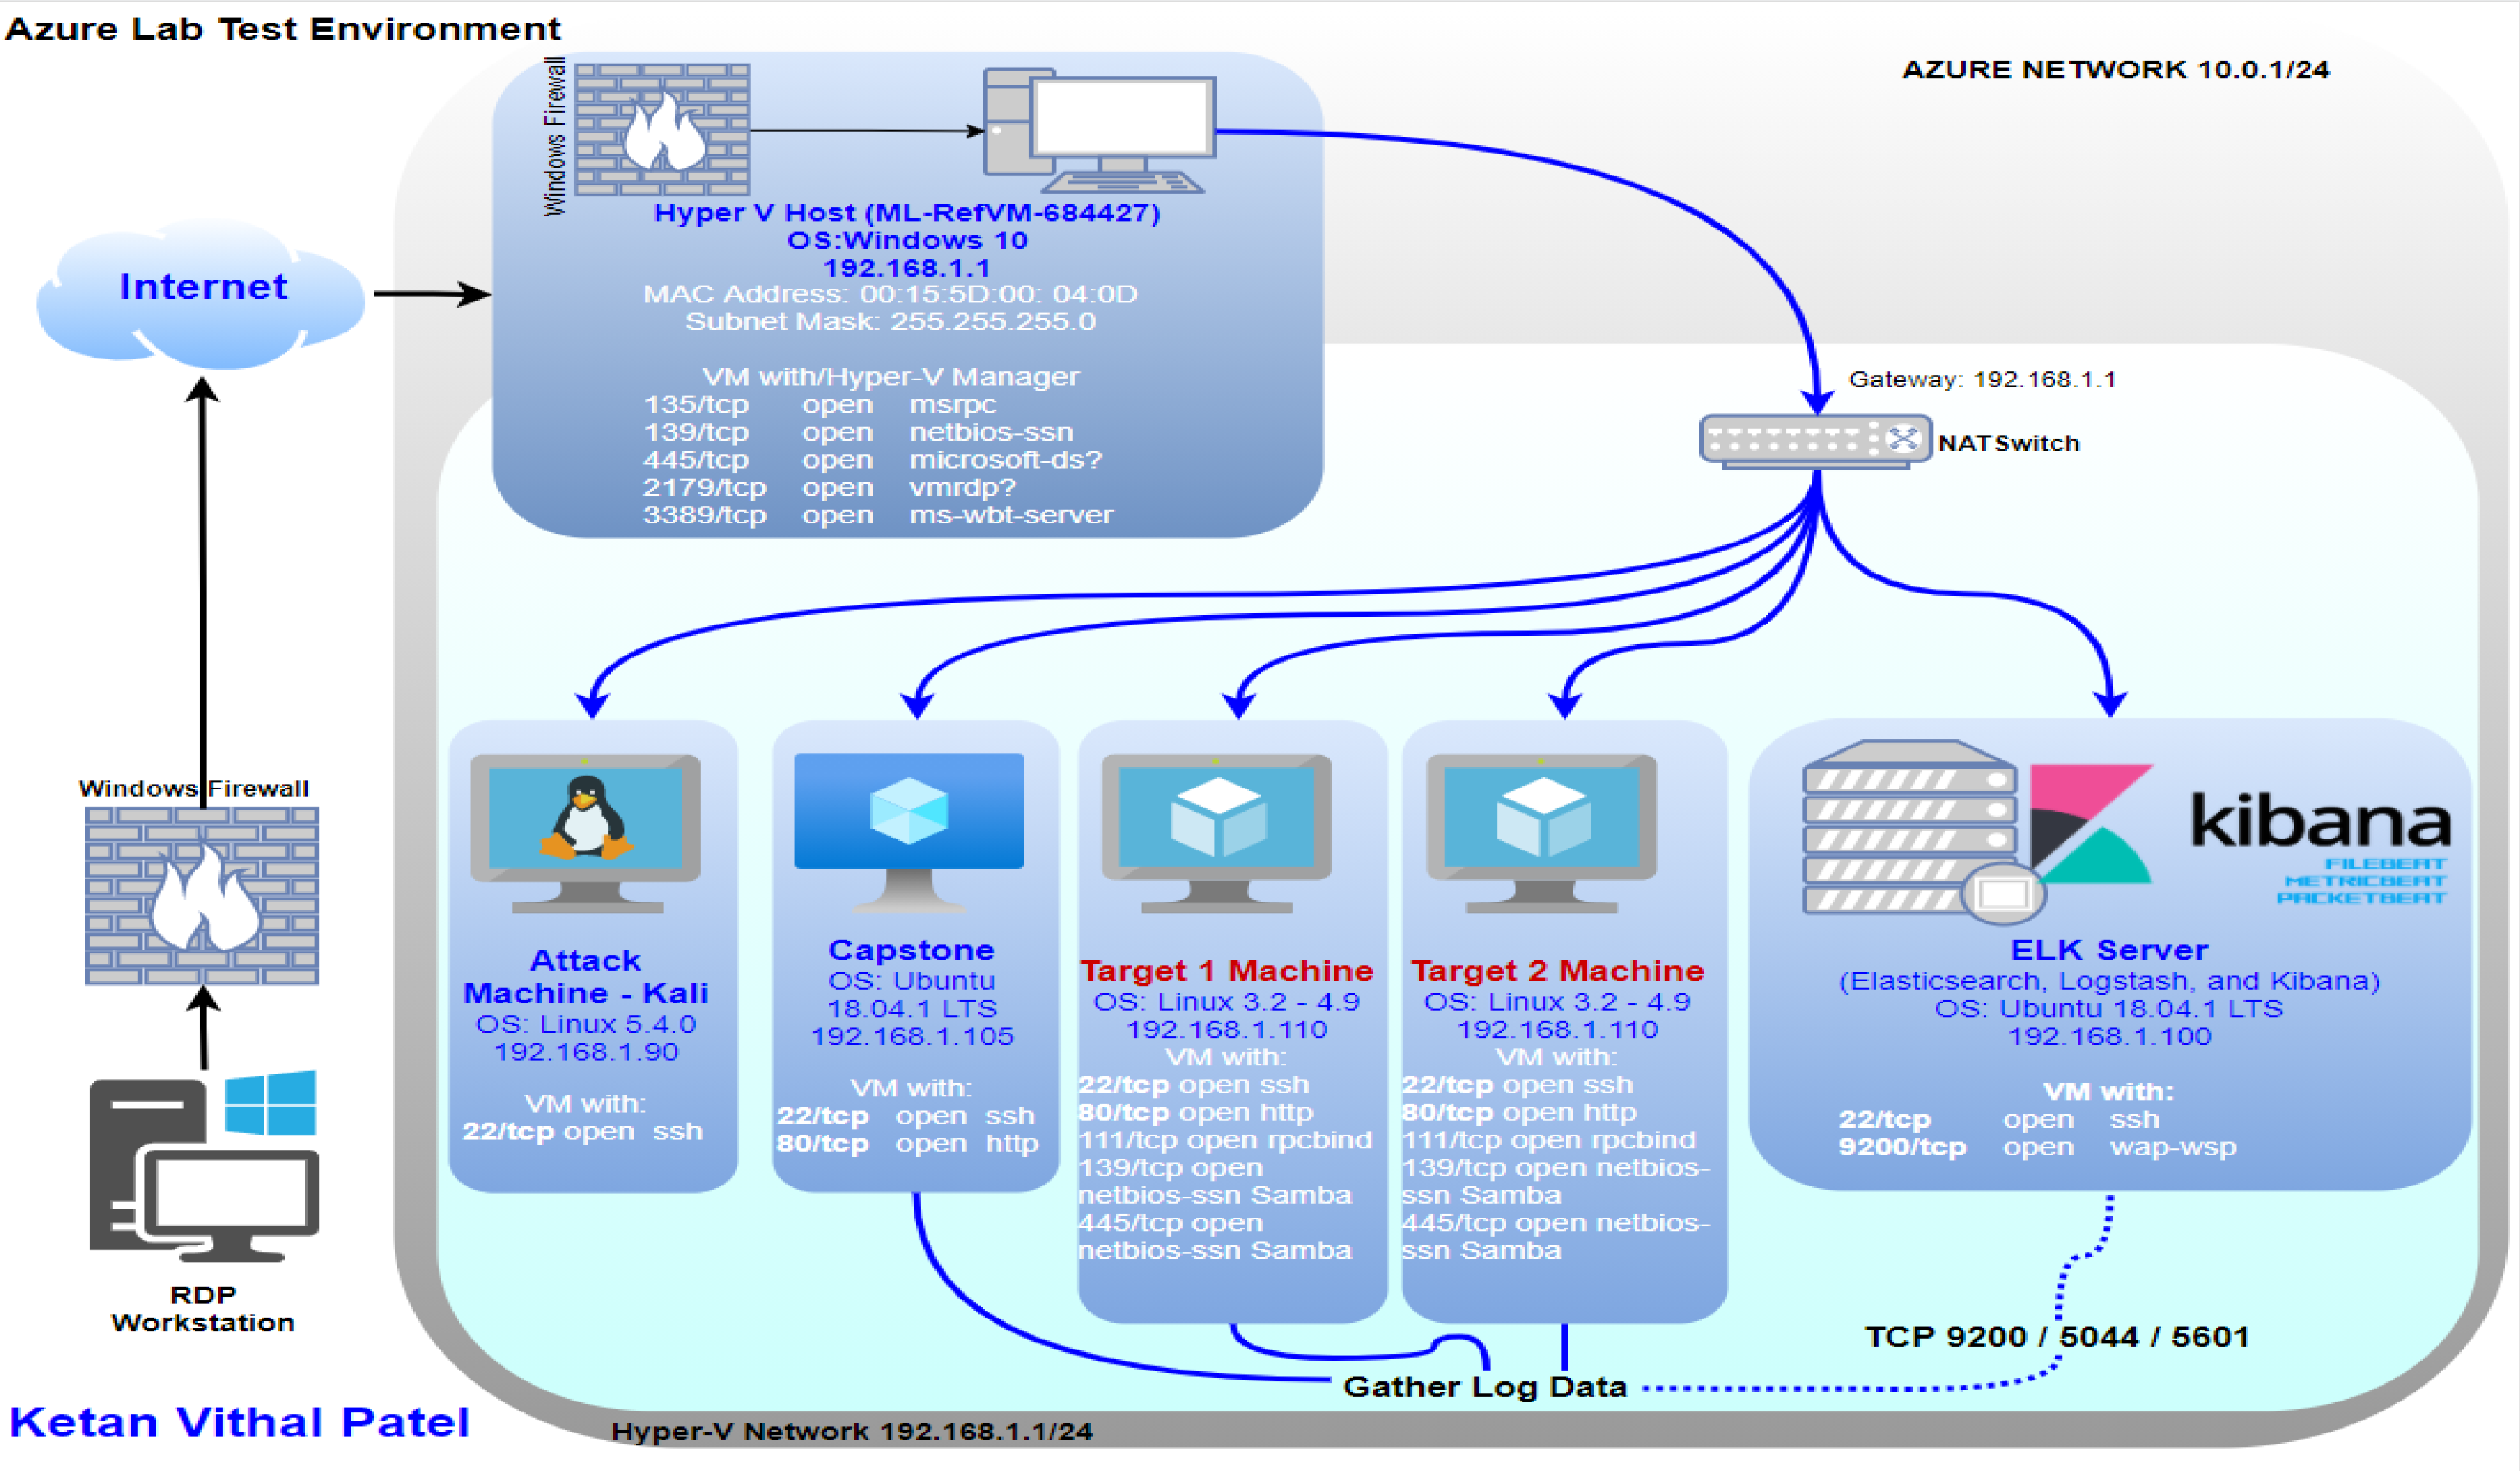 Azure Lab Test Environment
AZURE NETWORK 10.0.1/24
Windows Firewall
Hyper V Host (ML-RefVM-684427)
OS:Windows 10
192.168.1.1
MAC Address: 00:15:5D:00: 04:0D
Subnet Mask: 255.255.255.0
VM with/Hyper-V Manager
135/tcp open msrpc
139/tcp open netbios-ssn
445/tcp open microsoft-ds?
2179/tcp open vmrdp?
3389/tcp open ms-wbt-server
Internet
Gateway: 192.168.1.1
NATSwitch
Windows Firewall
RDP
Workstation
Attack
Machine - Kali
OS: Linux 5.4.0
192.168.1.90
VM with:
22/tcp open ssh
Capstone
OS: Ubuntu
18.04.1 LTS
192.168.1.105
VM with:
22/tcp open ssh
80/tcp open http
Target 1 Machine
OS: Linux 3.2 - 4.9
192.168.1.110
VM with:
22/tcp open ssh
80/tcp open http
111/tcp open rpcbind
139/tcp open
netbios-ssn Samba
445/tcp open
netbios-ssn Samba
Target 2 Machine
OS: Linux 3.2 - 4.9
192.168.1.110
VM with:
22/tcp open ssh
80/tcp open http
111/tcp open rpcbind
139/tcp open netbios-
ssn Samba
445/tcp open netbios-
ssn Samba
kibana
FILEBEAT
METRICBEAT
PACKETBEAT
ELK Server
(Elasticsearch, Logstash, and Kibana)
OS: Ubuntu 18.04.1 LTS
192.168.1.100
VM with:
22/tcp open ssh
9200/tcp open wap-wsp
TCP 9200 / 5044 / 5601
Gather Log Data
Ketan Vithal Patel
Hyper-V Network 192.168.1.1/24